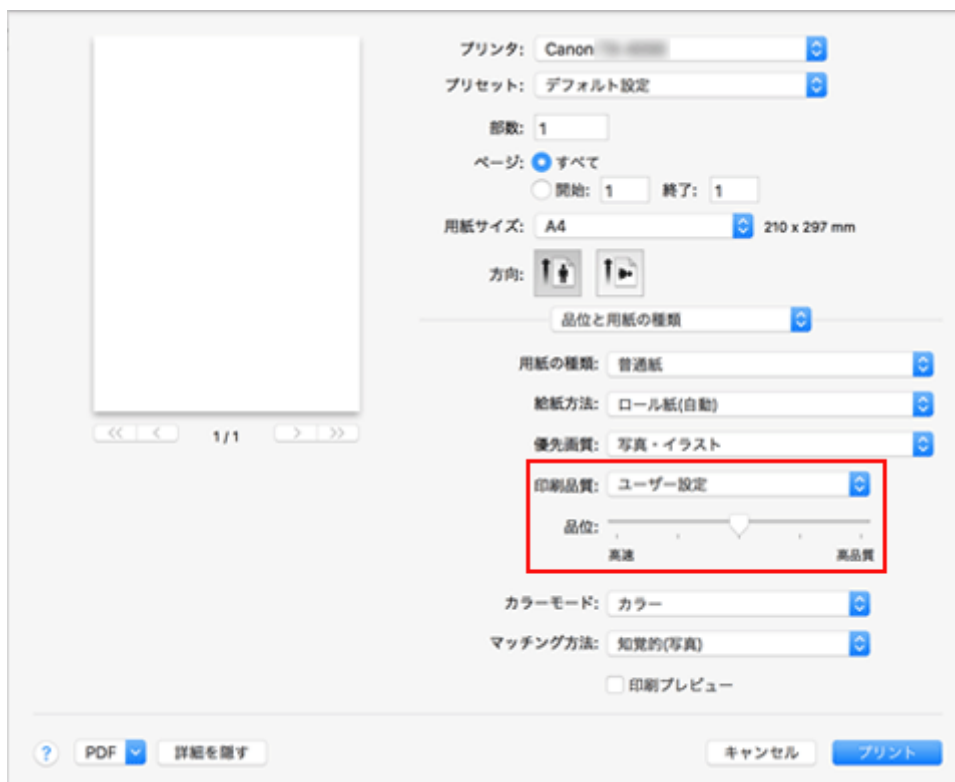 プリンタ: Canon
プリセット: デフォルト設定
部数: 1
ページ: すべて
開始: 1 終了: 1
用紙サイズ: A4 210 x 297 mm
方向:
品位と用紙の種類
用紙の種類: 普通紙
給紙方法: ロール紙(自動)
<< < 1 / 1 > >>
優先画質: 写真・イラスト
印刷品質: ユーザー設定
品位:
高速 高品質
カラーモード: カラー
マッチング方法: 知覚的(写真)
印刷プレビュー
? PDF 詳細を隠す キャンセル プリント